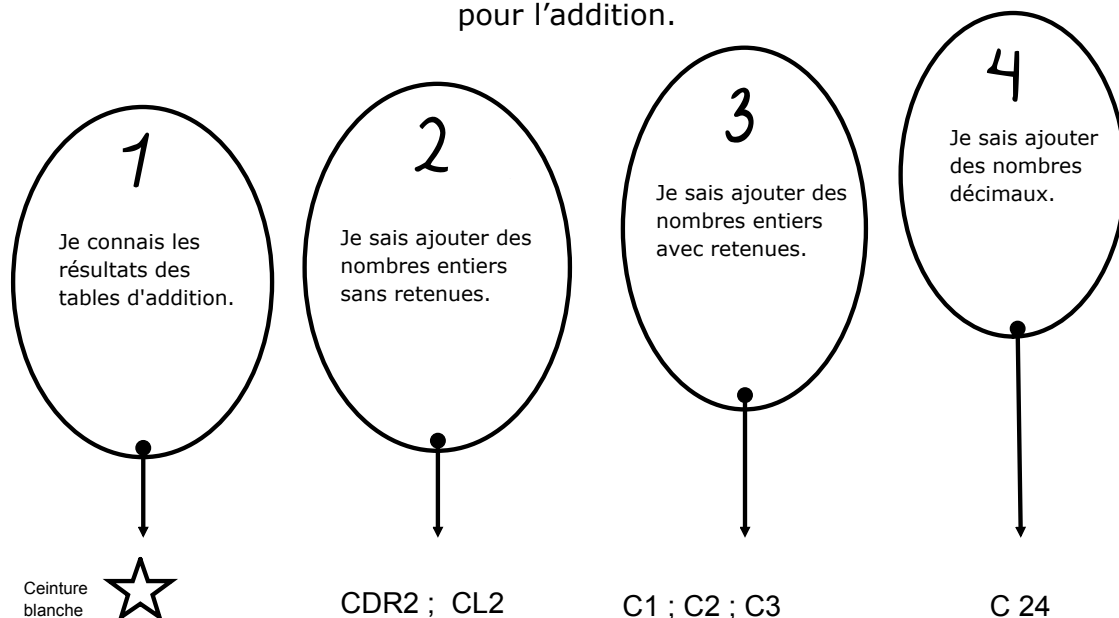 pour l’addition.
1
Je connais les
résultats des
tables d'addition.
2
Je sais ajouter des
nombres entiers
sans retenues.
3
Je sais ajouter des
nombres entiers
avec retenues.
4
Je sais ajouter
des nombres
décimaux.
Ceinture
blanche
CDR2 ; CL2
C1 ; C2 ; C3
C 24